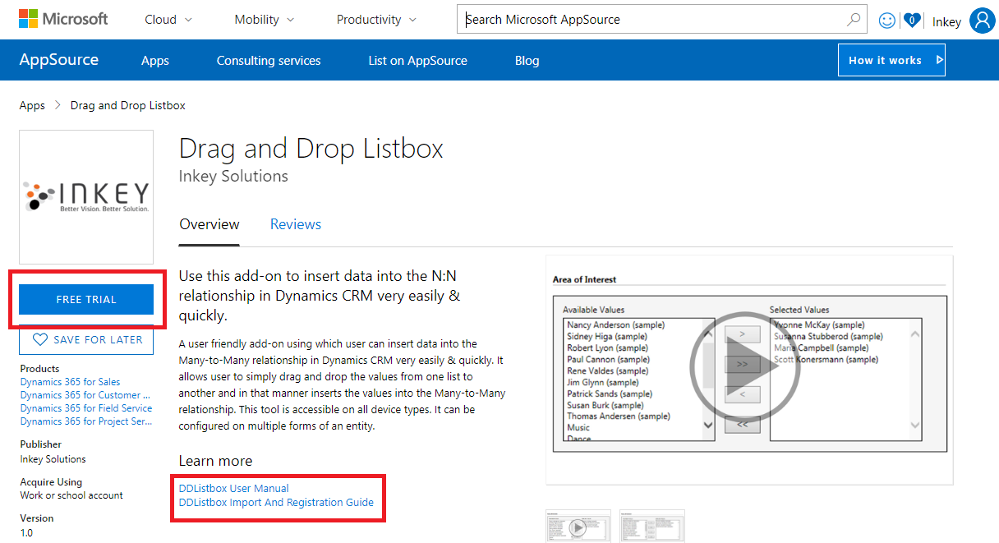 Microsoft Cloud Mobility Productivity Search Microsoft AppSource 0 Inkey
AppSource Apps Consulting services List on AppSource Blog How it works
Apps > Drag and Drop Listbox
INKEY
Better Vision. Better Solution.
Drag and Drop Listbox
Inkey Solutions
Overview Reviews
FREE TRIAL
SAVE FOR LATER
Products
Dynamics 365 for Sales
Dynamics 365 for Customer ...
Dynamics 365 for Field Service
Dynamics 365 for Project Ser...
Publisher
Inkey Solutions
Acquire Using
Work or school account
Version
1.0
Use this add-on to insert data into the N:N
relationship in Dynamics CRM very easily &
quickly.
A user friendly add-on using which user can insert data into the
Many-to-Many relationship in Dynamics CRM very easily & quickly. It
allows user to simply drag and drop the values from one list to
another and in that manner inserts the values into the Many-to-Many
relationship. This tool is accessible on all device types. It can be
configured on multiple forms of an entity.
Learn more
DDListbox User Manual
DDListbox Import And Registration Guide
Area of Interest
Available Values
Nancy Anderson (sample)
Sidney Higa (sample)
Robert Lyon (sample)
Paul Cannon (sample)
Rene Valdes (sample)
Jim Glynn (sample)
Patrick Sands (sample)
Susan Burk (sample)
Thomas Andersen (sample)
Music
Dance
>
>>
<
<<
Selected Values
Yvonne McKay (sample)
Susanna Stubberod (sample)
Maria Campbell (sample)
Scott Konersmann (sample)